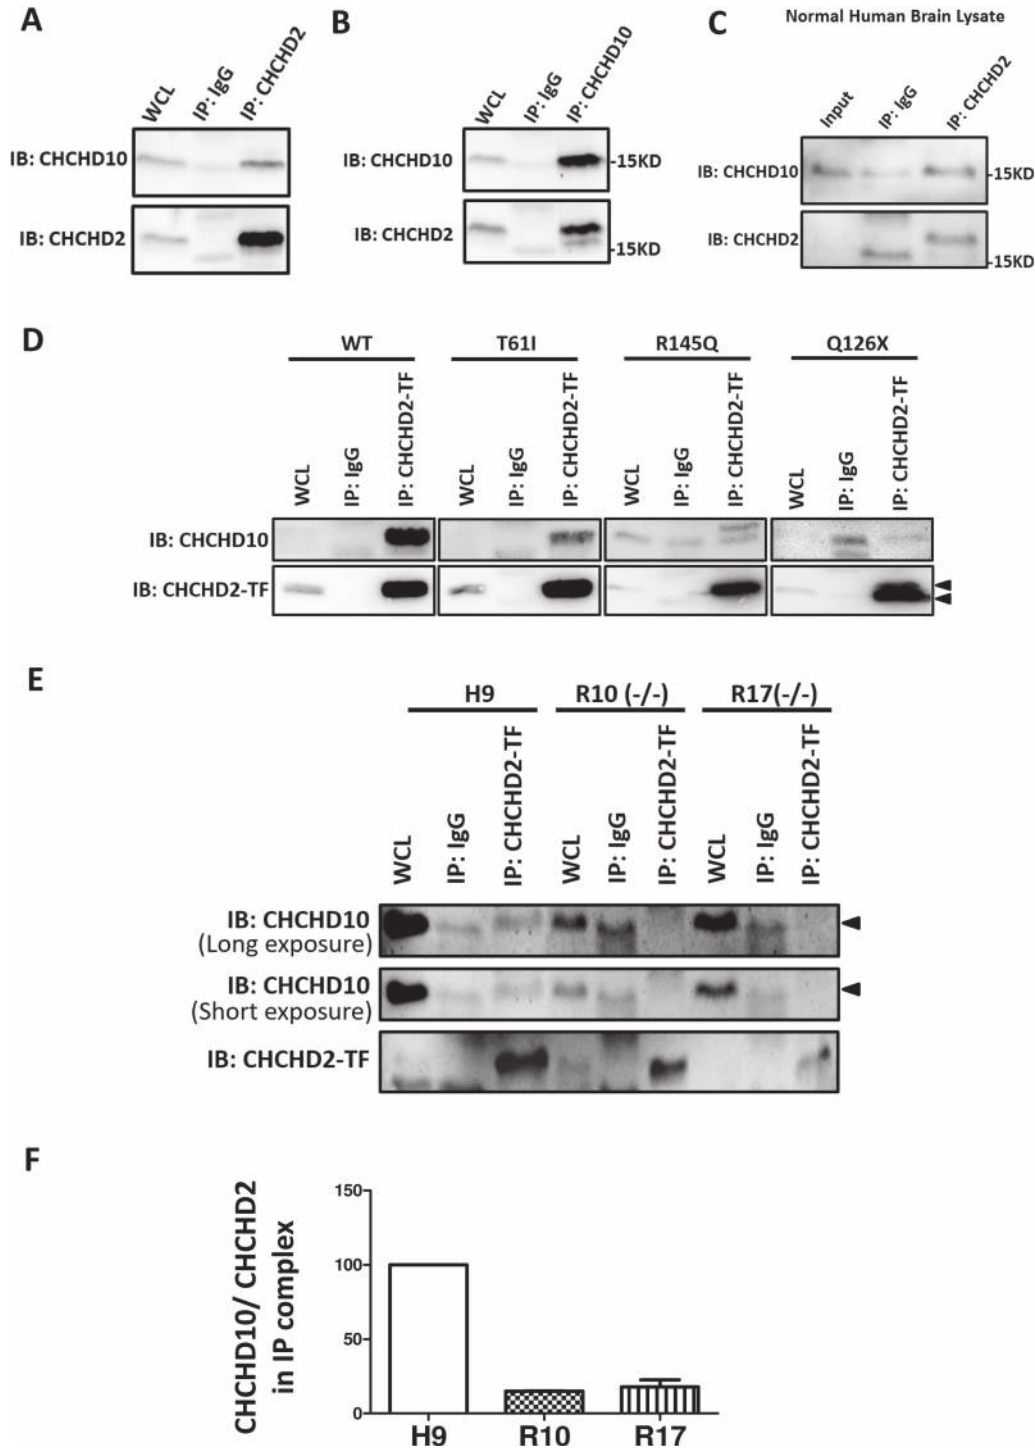 A
WCL
IP: IgG
IP: CHCHD2
IB: CHCHD10
IB: CHCHD2
B
WCL
IP: IgG
IP: CHCHD10
IB: CHCHD10
-15KD
IB: CHCHD2
-15KD
C
Normal Human Brain Lysate
Input
IP: IgG
IP: CHCHD2
IB: CHCHD10
-15KD
IB: CHCHD2
-15KD
D
WT
T61I
R145Q
Q126X
WCL
IP: IgG
IP: CHCHD2-TF
WCL
IP: IgG
IP: CHCHD2-TF
WCL
IP: IgG
IP: CHCHD2-TF
WCL
IP: IgG
IP: CHCHD2-TF
IB: CHCHD10
IB: CHCHD2-TF
E
H9
R10 (-/-)
R17(-/-)
WCL
IP: IgG
IP: CHCHD2-TF
WCL
IP: IgG
IP: CHCHD2-TF
WCL
IP: IgG
IP: CHCHD2-TF
IB: CHCHD10
(Long exposure)
IB: CHCHD10
(Short exposure)
IB: CHCHD2-TF
F
CHCHD10/ CHCHD2
in IP complex
150
100
50
0
H9
R10
R17